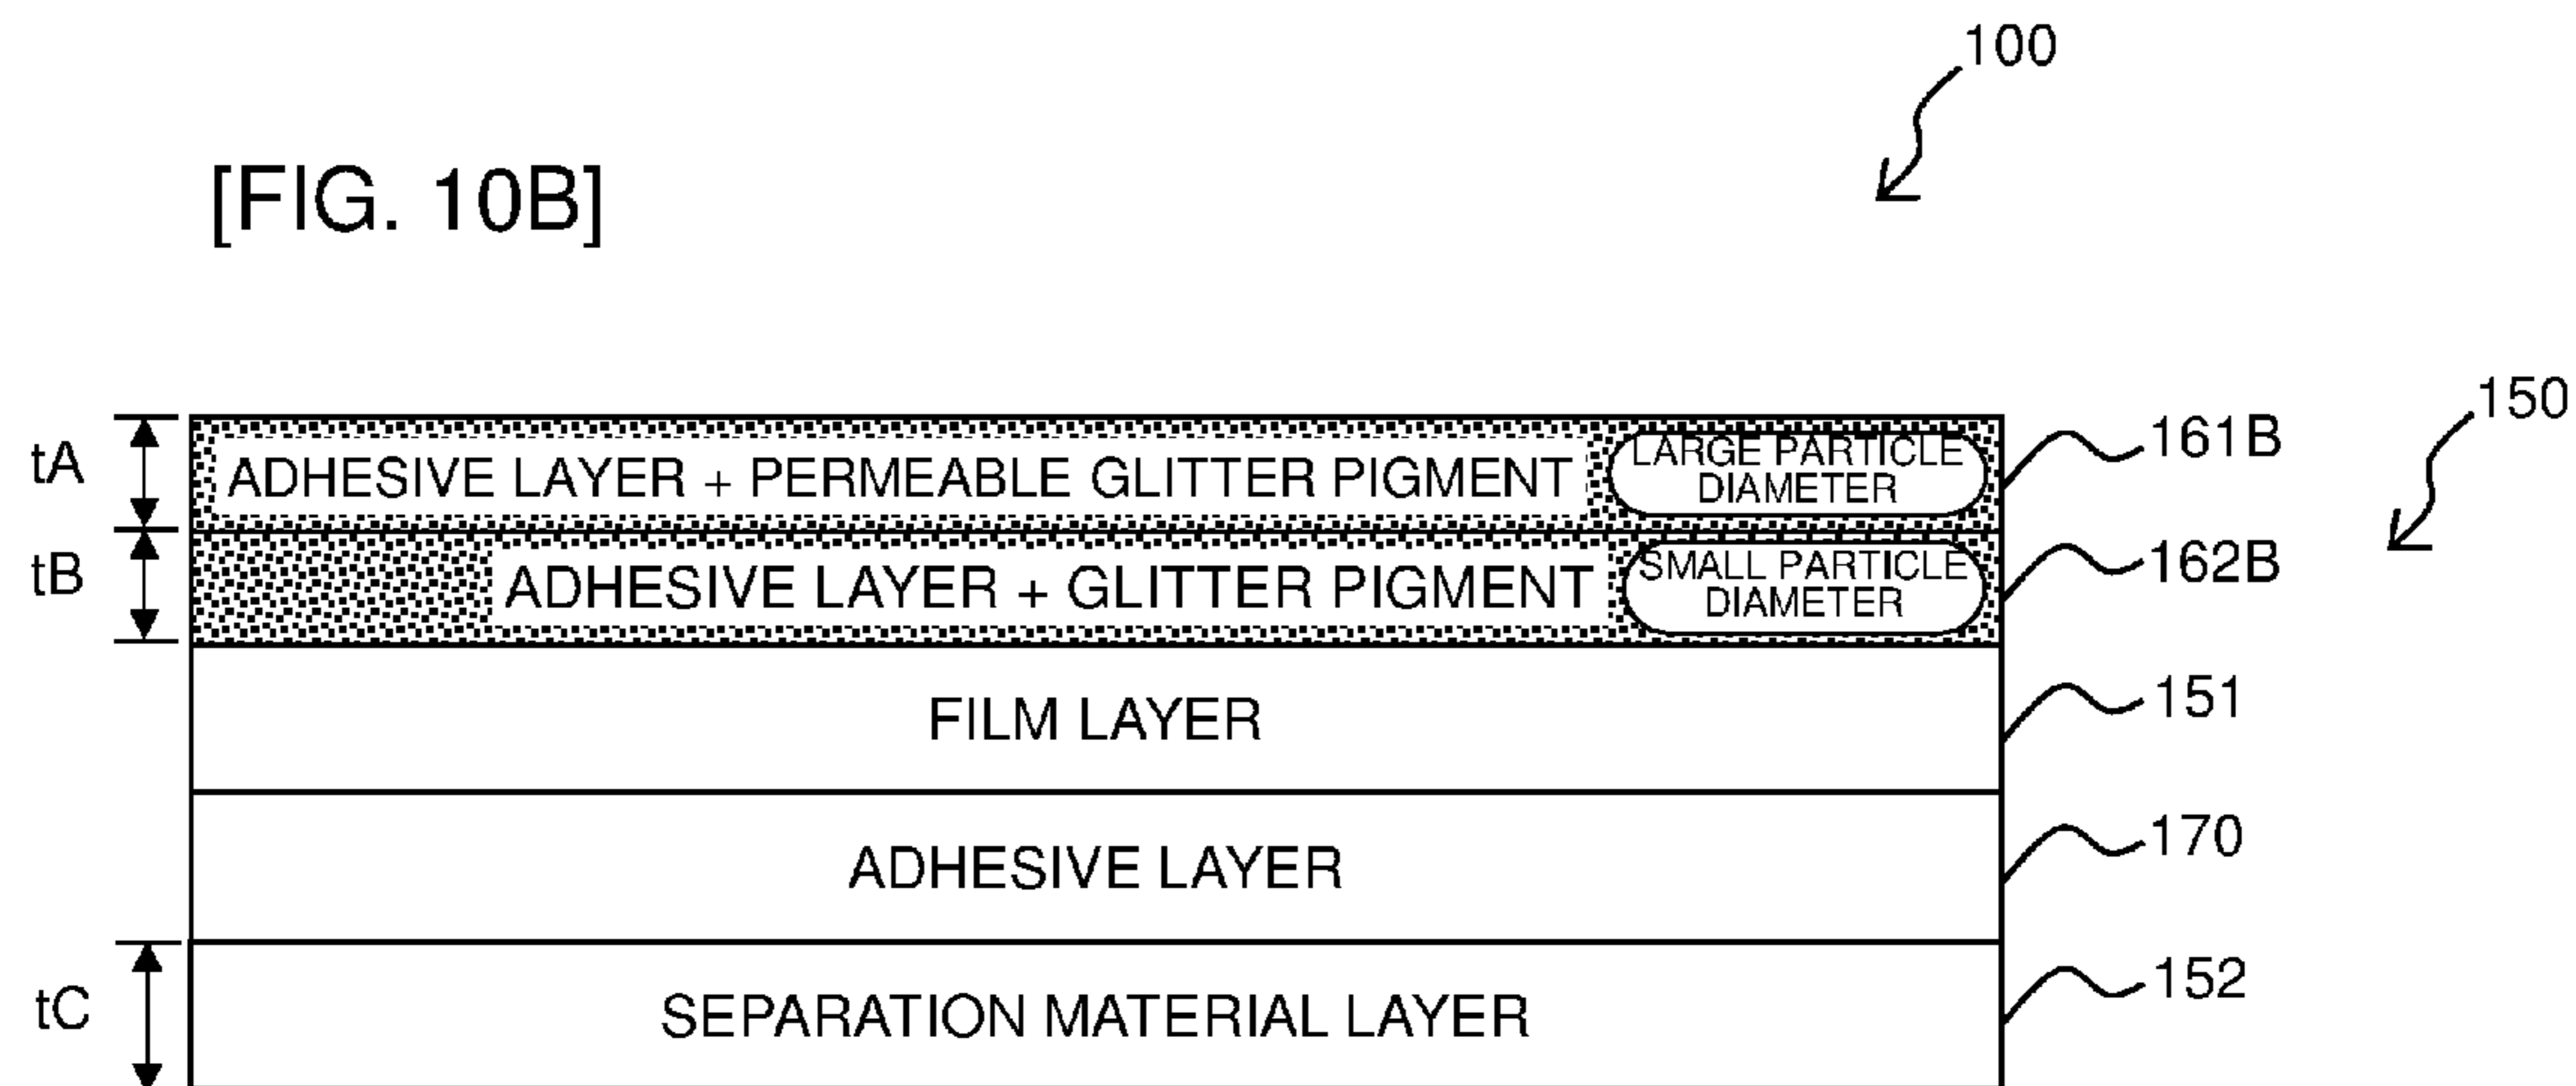 100
[FIG. 10B]
150
tA
ADHESIVE LAYER + PERMEABLE GLITTER PIGMENT
LARGE PARTICLE
DIAMETER
161B
tB
ADHESIVE LAYER + GLITTER PIGMENT
SMALL PARTICLE
DIAMETER
162B
FILM LAYER
151
ADHESIVE LAYER
170
tC
SEPARATION MATERIAL LAYER
152